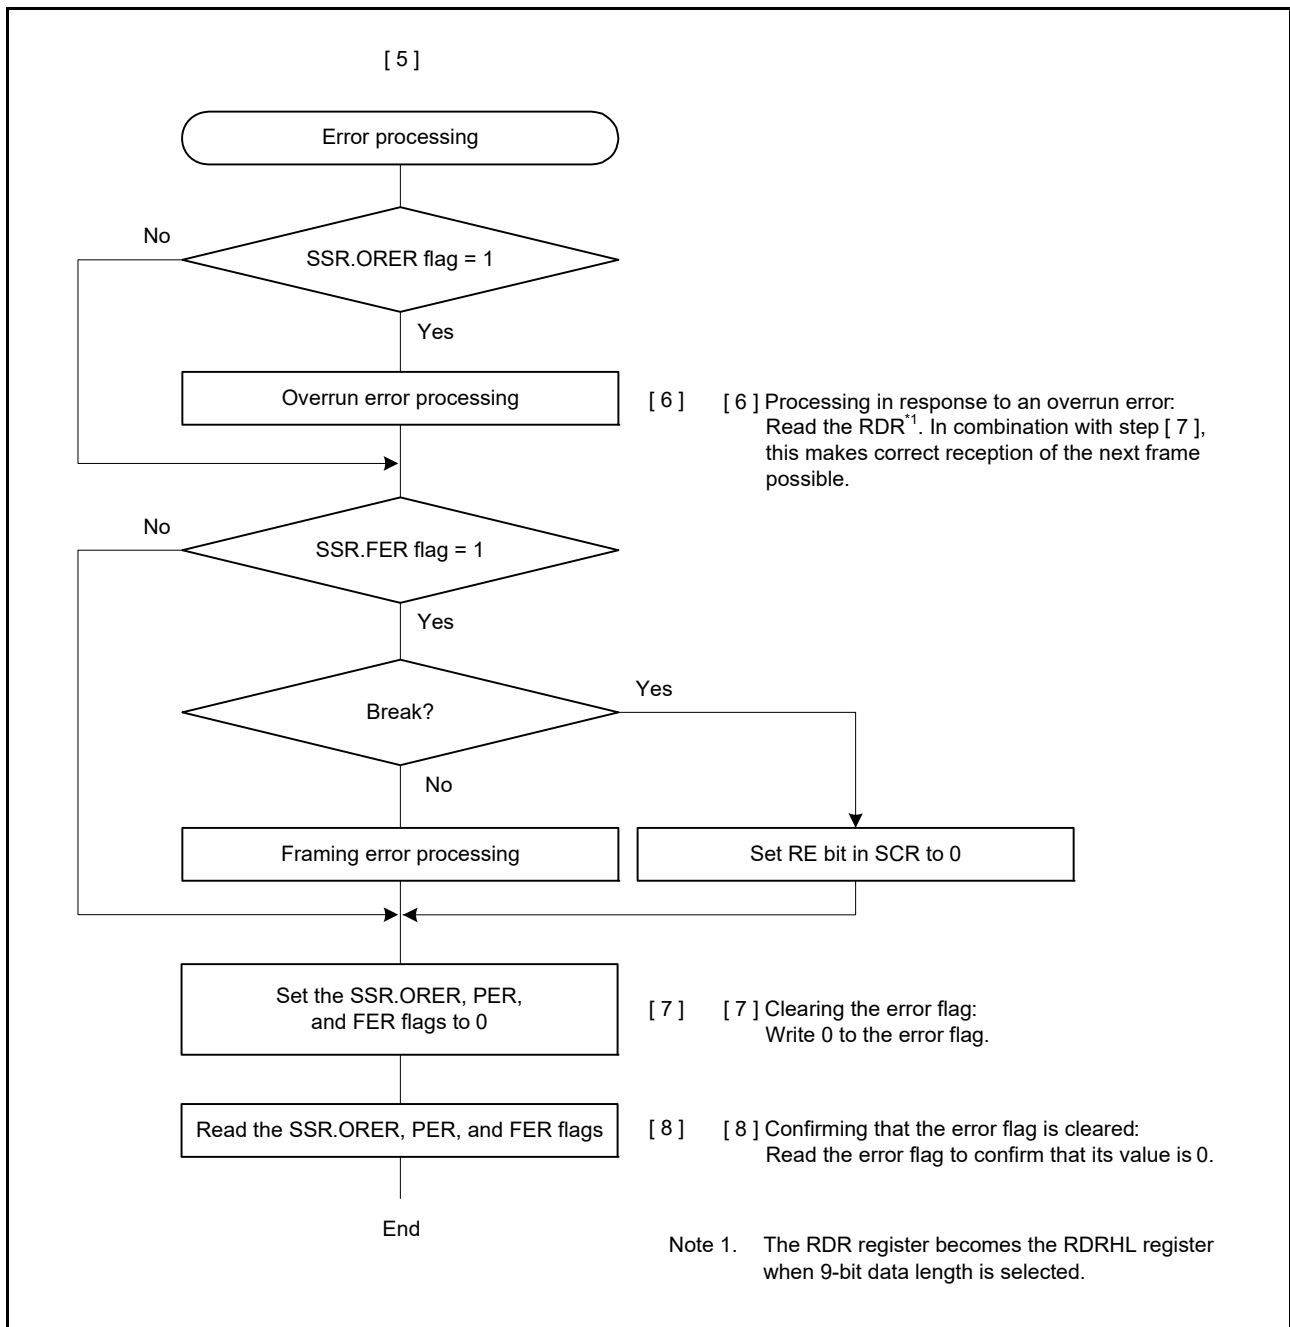 [ 5 ]
Error processing
No
SSR.ORER flag = 1
Yes
Overrun error processing
[ 6 ]
[ 6 ] Processing in response to an overrun error:
Read the RDR*1. In combination with step [ 7 ],
this makes correct reception of the next frame
possible.
No
SSR.FER flag = 1
Yes
Break?
Yes
No
Framing error processing
Set RE bit in SCR to 0
Set the SSR.ORER, PER,
and FER flags to 0
[ 7 ]
[ 7 ] Clearing the error flag:
Write 0 to the error flag.
Read the SSR.ORER, PER, and FER flags
[ 8 ]
[ 8 ] Confirming that the error flag is cleared:
Read the error flag to confirm that its value is 0.
End
Note 1. The RDR register becomes the RDRHL register
when 9-bit data length is selected.